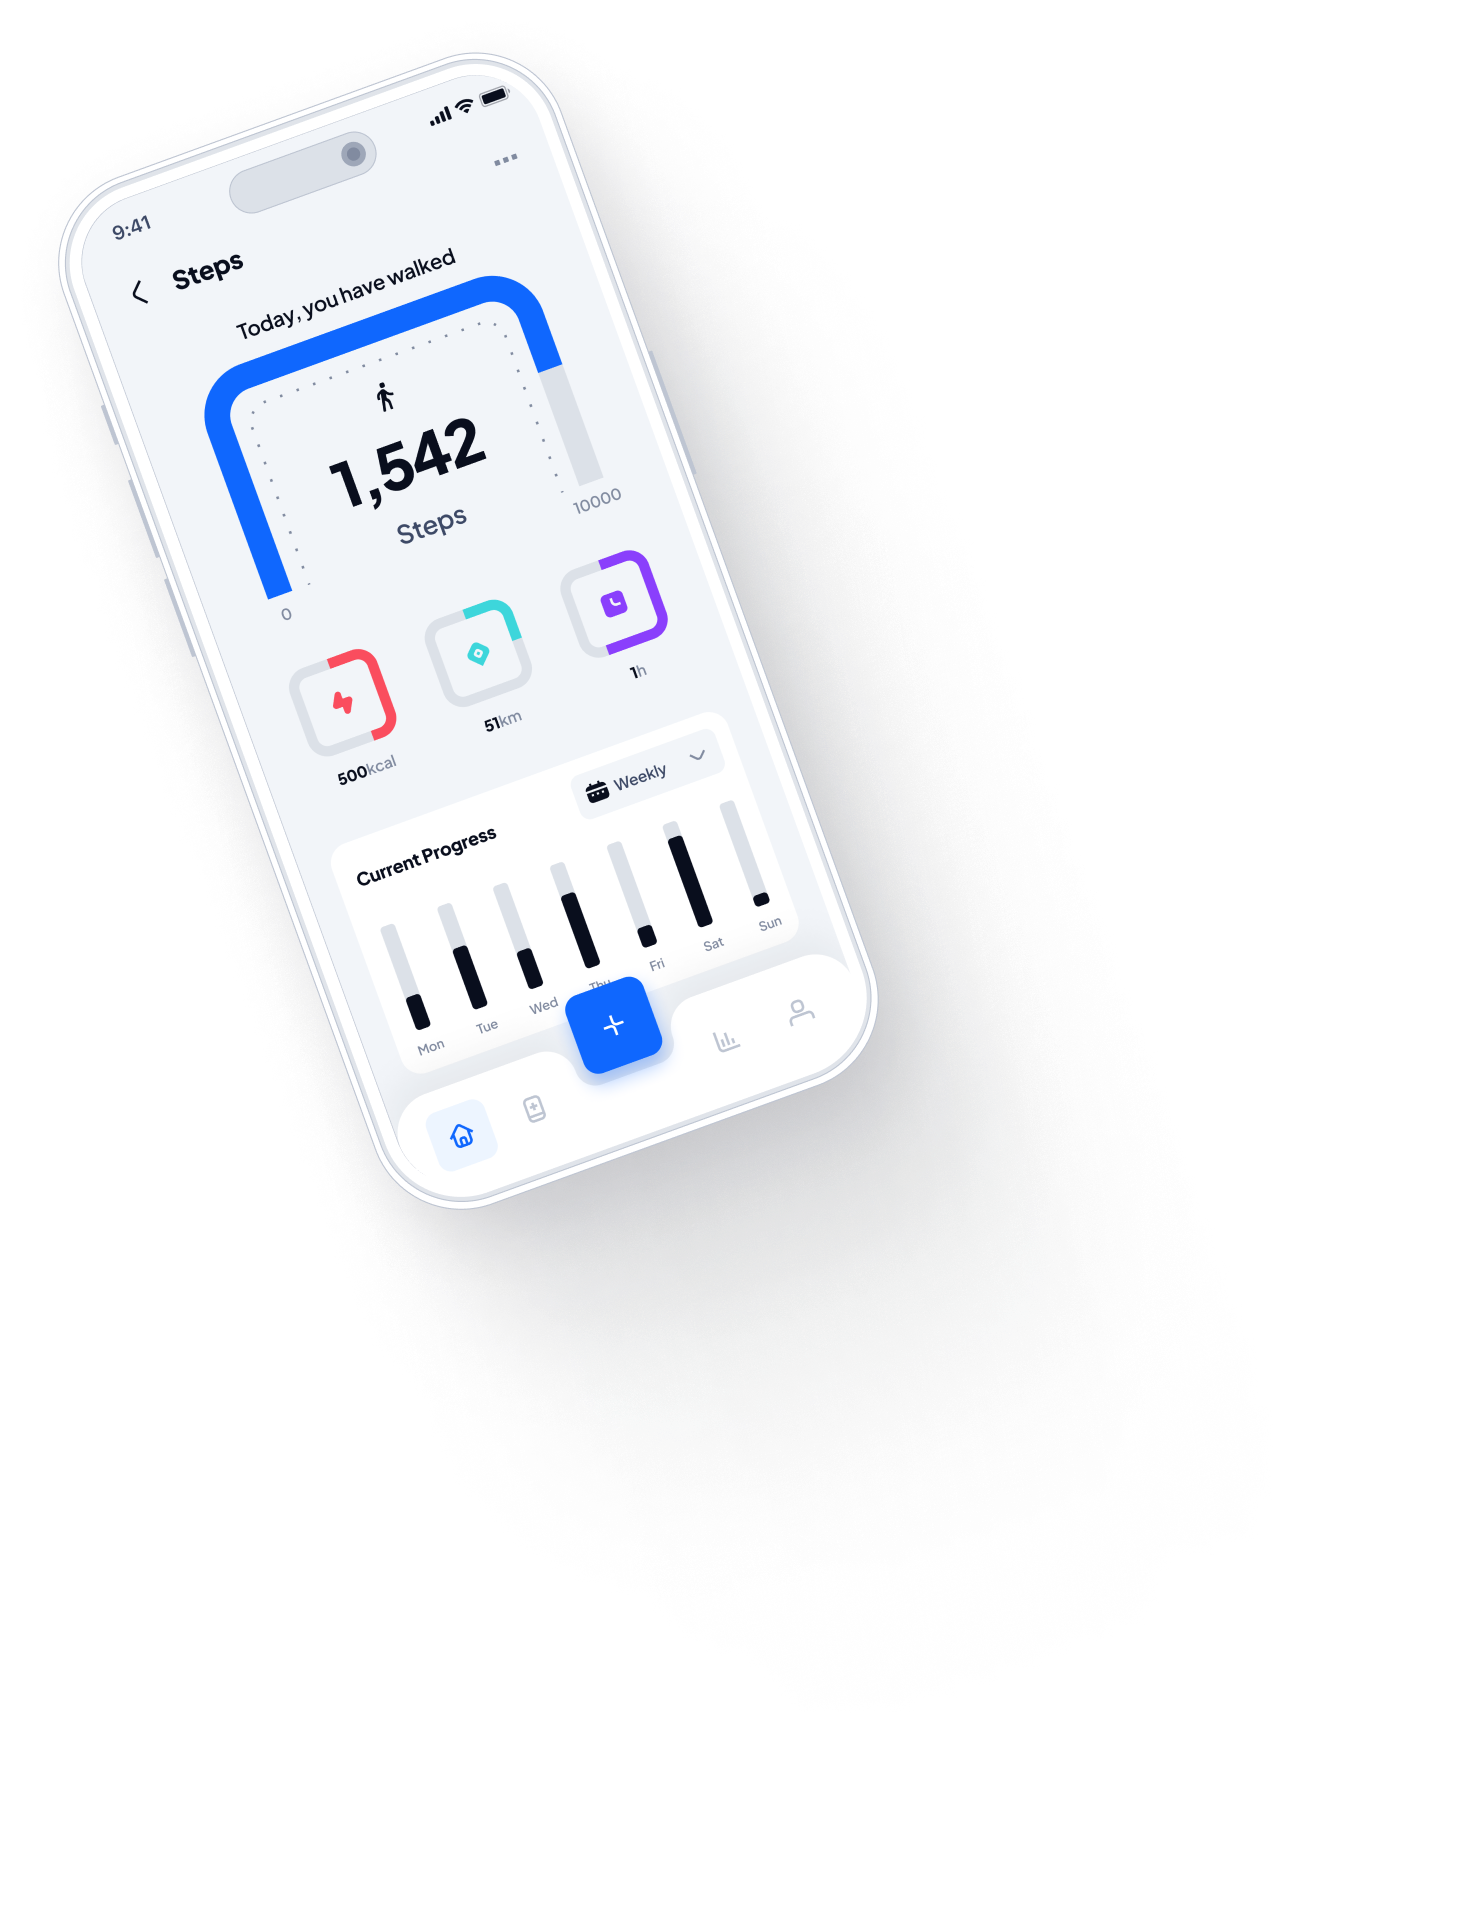 9:41
Steps
Today, you have walked
1,542
Steps
0
10000
500kcal
51km
1h
Current Progress
Weekly
Mon
Tue
Wed
Thu
Fri
Sat
Sun